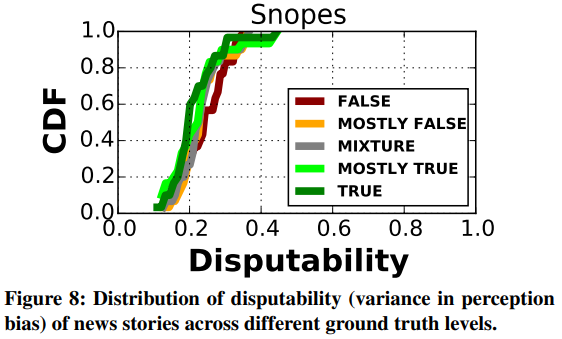 Snopes
1.0
0.8
0.6
0.4
0.2
0.0
CDF
FALSE
MOSTLY FALSE
MIXTURE
MOSTLY TRUE
TRUE
0.0 0.2 0.4 0.6 0.8 1.0
Disputability
Figure 8: Distribution of disputability (variance in perception
bias) of news stories across different ground truth levels.